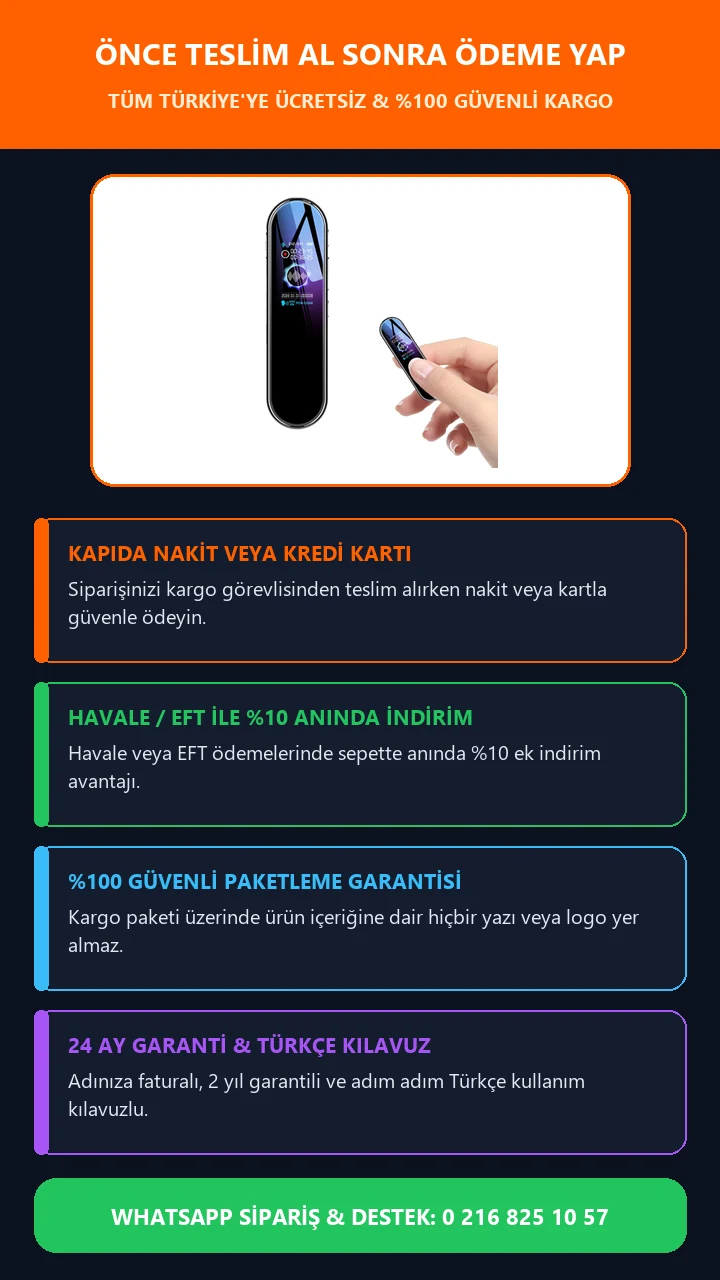 ÖNCE TESLİM AL SONRA ÖDEME YAP
TÜM TÜRKİYE'YE ÜCRETSİZ & %100 GÜVENLİ KARGO
KAPIDA NAKİT VEYA KREDİ KARTI
Siparişinizi kargo görevlisinden teslim alırken nakit veya kartla
güvenle ödeyin.
HAVALE / EFT İLE %10 ANINDA İNDİRİM
Havale veya EFT ödemelerinde sepette anında %10 ek indirim
avantajı.
%100 GÜVENLİ PAKETLEME GARANTİSİ
Kargo paketi üzerinde ürün içeriğine dair hiçbir yazı veya logo yer
almaz.
24 AY GARANTİ & TÜRKÇE KILAVUZ
Adınıza faturalı, 2 yıl garantili ve adım adım Türkçe kullanım
kılavuzlu.
WHATSAPP SİPARİŞ & DESTEK: 0 216 825 10 57